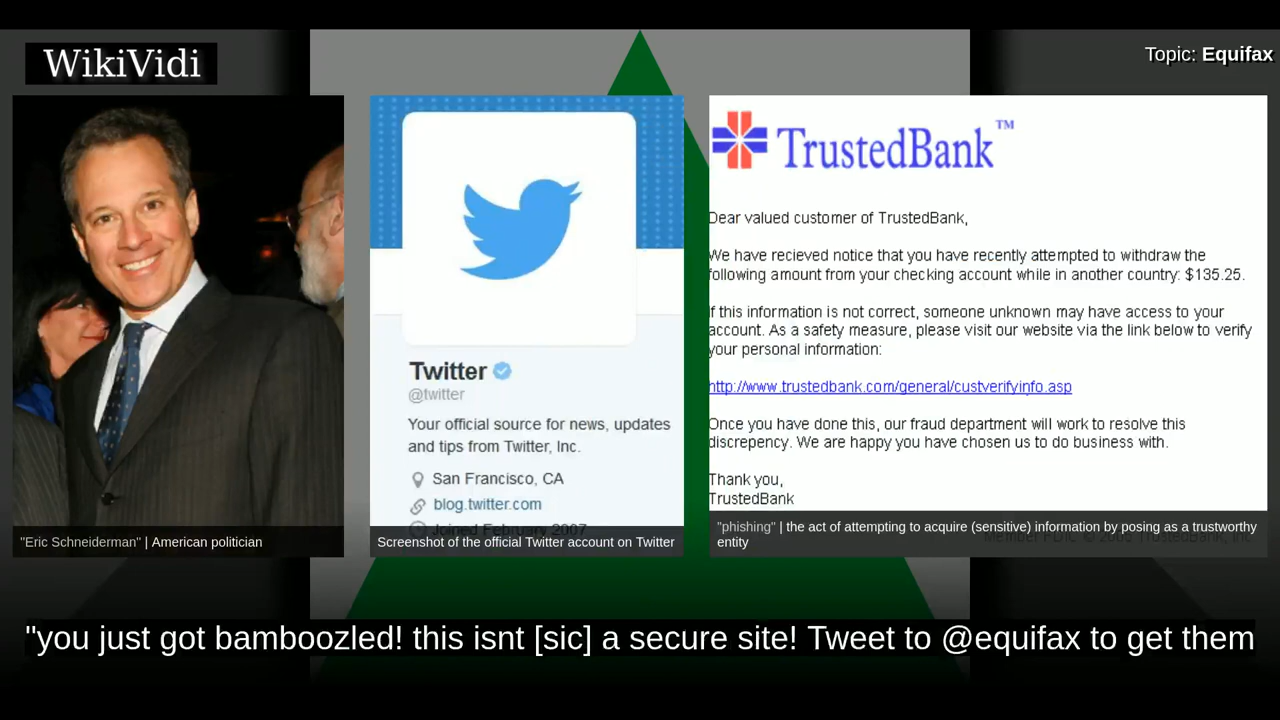 WikiVidi
Topic: Equifax
"Eric Schneiderman" | American politician
Twitter
@twitter
Your official source for news, updates
and tips from Twitter, Inc.
San Francisco, CA
blog.twitter.com
Joined February 2007
Screenshot of the official Twitter account on Twitter
TrustedBank™
Dear valued customer of TrustedBank,
We have recieved notice that you have recently attempted to withdraw the
following amount from your checking account while in another country: $135.25.
If this information is not correct, someone unknown may have access to your
account. As a safety measure, please visit our website via the link below to verify
your personal information:
http://www.trustedbank.com/general/custverifyinfo.asp
Once you have done this, our fraud department will work to resolve this
discrepency. We are happy you have chosen us to do business with.
Thank you,
TrustedBank
Member FDIC © 2005 TrustedBank, Inc
"phishing" | the act of attempting to acquire (sensitive) information by posing as a trustworthy
entity
"you just got bamboozled! this isnt [sic] a secure site! Tweet to @equifax to get them